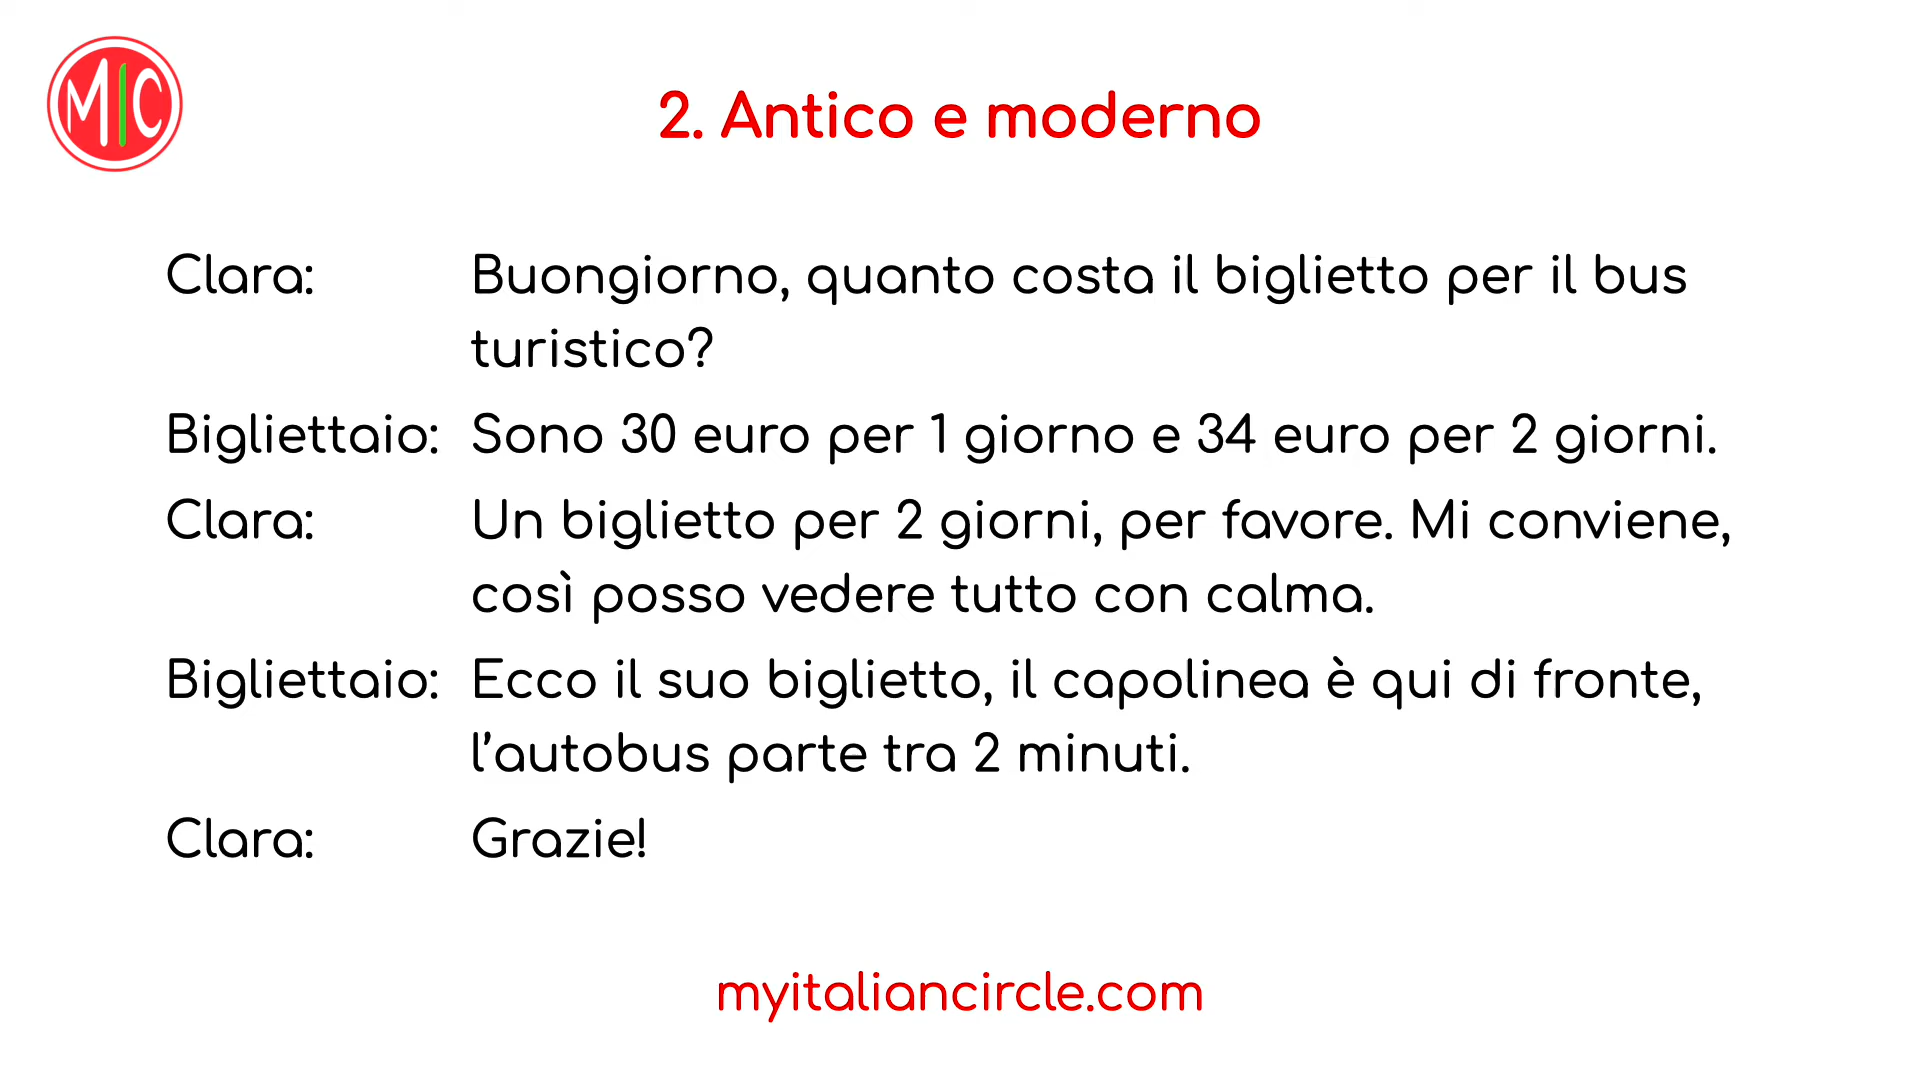 MIC
2. Antico e moderno
Clara: Buongiorno, quanto costa il biglietto per il bus
turistico?
Bigliettaio: Sono 30 euro per 1 giorno e 34 euro per 2 giorni.
Clara: Un biglietto per 2 giorni, per favore. Mi conviene,
così posso vedere tutto con calma.
Bigliettaio: Ecco il suo biglietto, il capolinea è qui di fronte,
l’autobus parte tra 2 minuti.
Clara: Grazie!
myitaliancircle.com